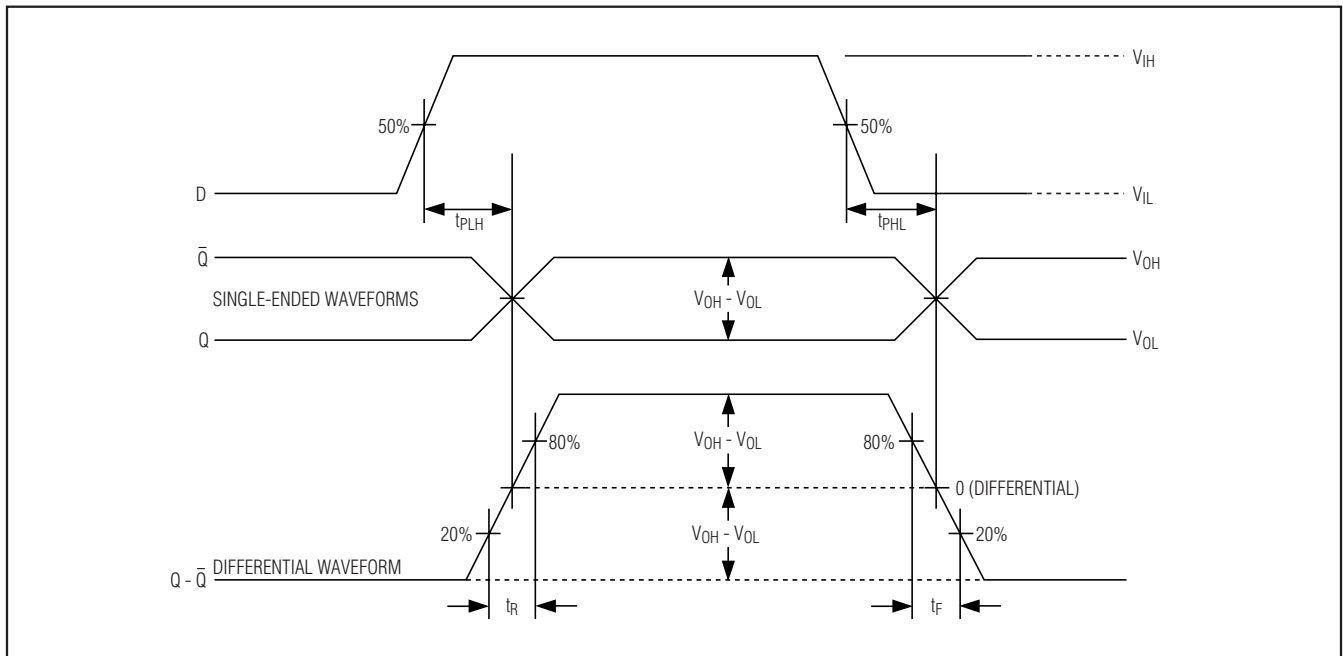 V_IH
50%
50%
D
V_IL
t_PLH
t_PHL
Q̄
V_OH
SINGLE-ENDED WAVEFORMS
V_OH - V_OL
Q
V_OL
80%
V_OH - V_OL
80%
0 (DIFFERENTIAL)
20%
V_OH - V_OL
20%
Q - Q̄
DIFFERENTIAL WAVEFORM
t_R
t_F